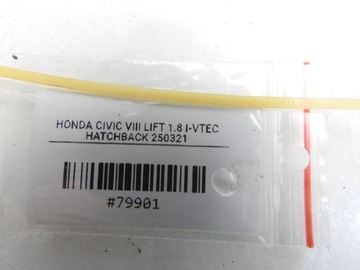 HONDA CIVIC VIII LIFT 1.8 I-VTEC
HATCHBACK 250321
#79901